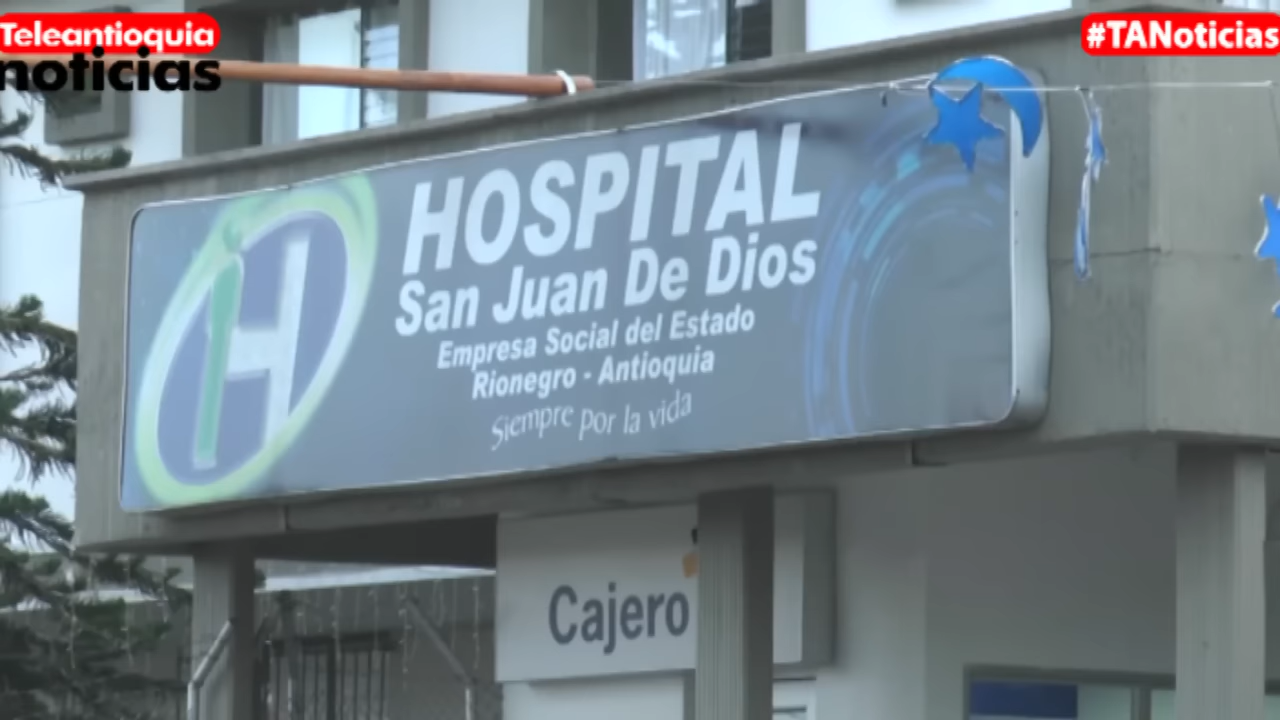 Teleantioquia
noticias
#TANoticias
HOSPITAL
San Juan De Dios
Empresa Social del Estado
Rionegro - Antioquia
Siempre por la vida
Cajero